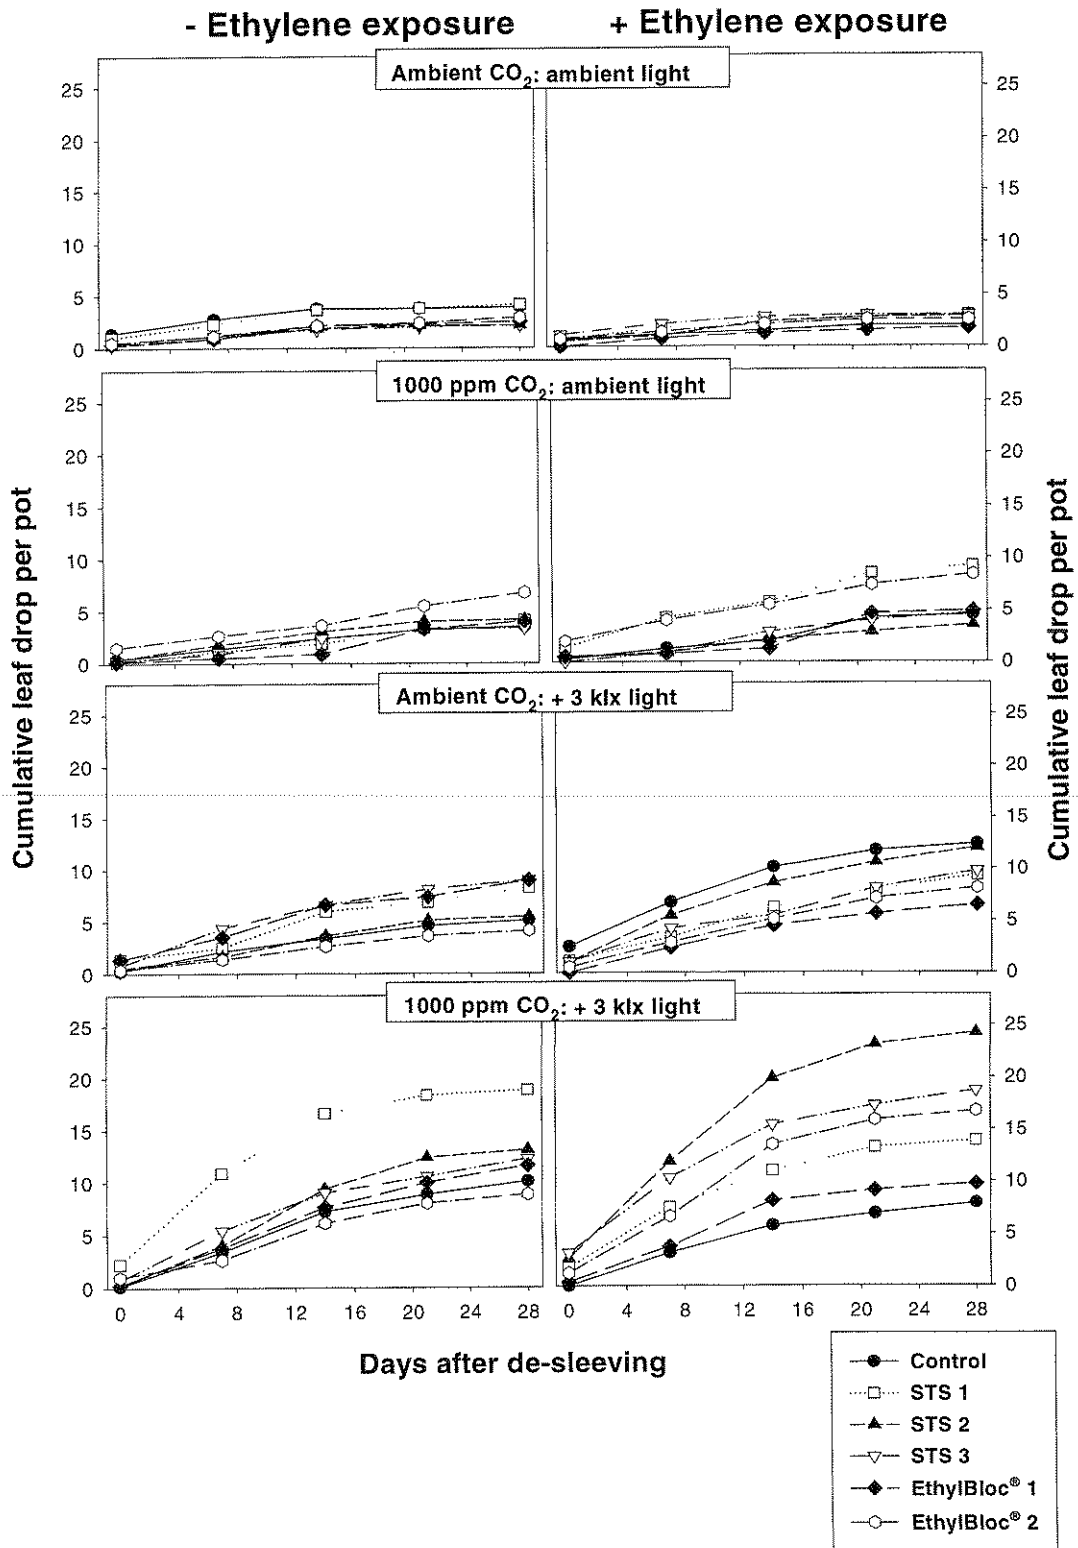 - Ethylene exposure
+ Ethylene exposure
Ambient CO2: ambient light
25
20
15
10
5
0
25
20
15
10
5
0
1000 ppm CO2: ambient light
25
20
15
10
5
0
25
20
15
10
5
0
Ambient CO2: + 3 klx light
25
20
15
10
5
0
25
20
15
10
5
0
1000 ppm CO2: + 3 klx light
25
20
15
10
5
0
25
20
15
10
5
0
Cumulative leaf drop per pot
Cumulative leaf drop per pot
0 4 8 12 16 20 24 28
0 4 8 12 16 20 24 28
Days after de-sleeving
Control
STS 1
STS 2
STS 3
EthylBloc® 1
EthylBloc® 2